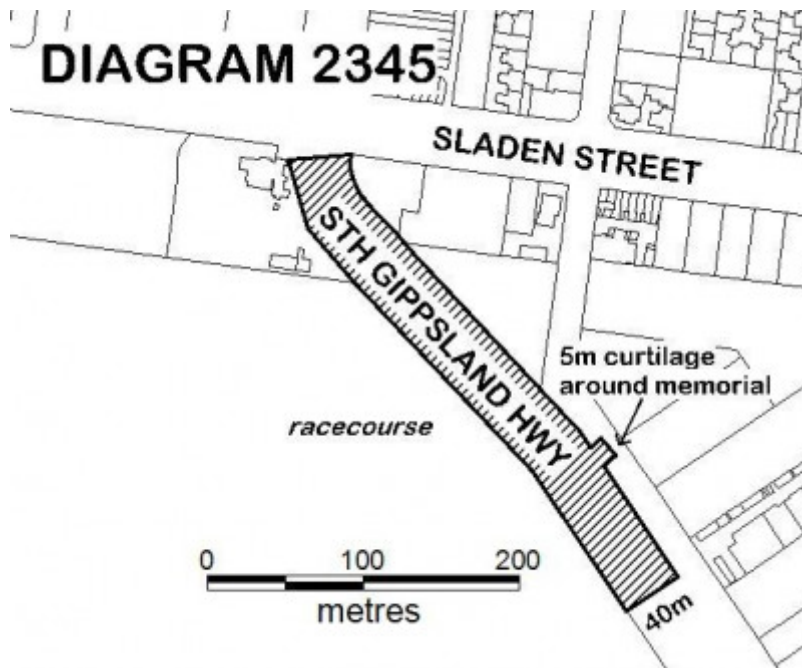 DIAGRAM 2345
SLADEN STREET
STH GIPPSLAND HWY
5m curtilage
around memorial
racecourse
0 100 200
metres
40m